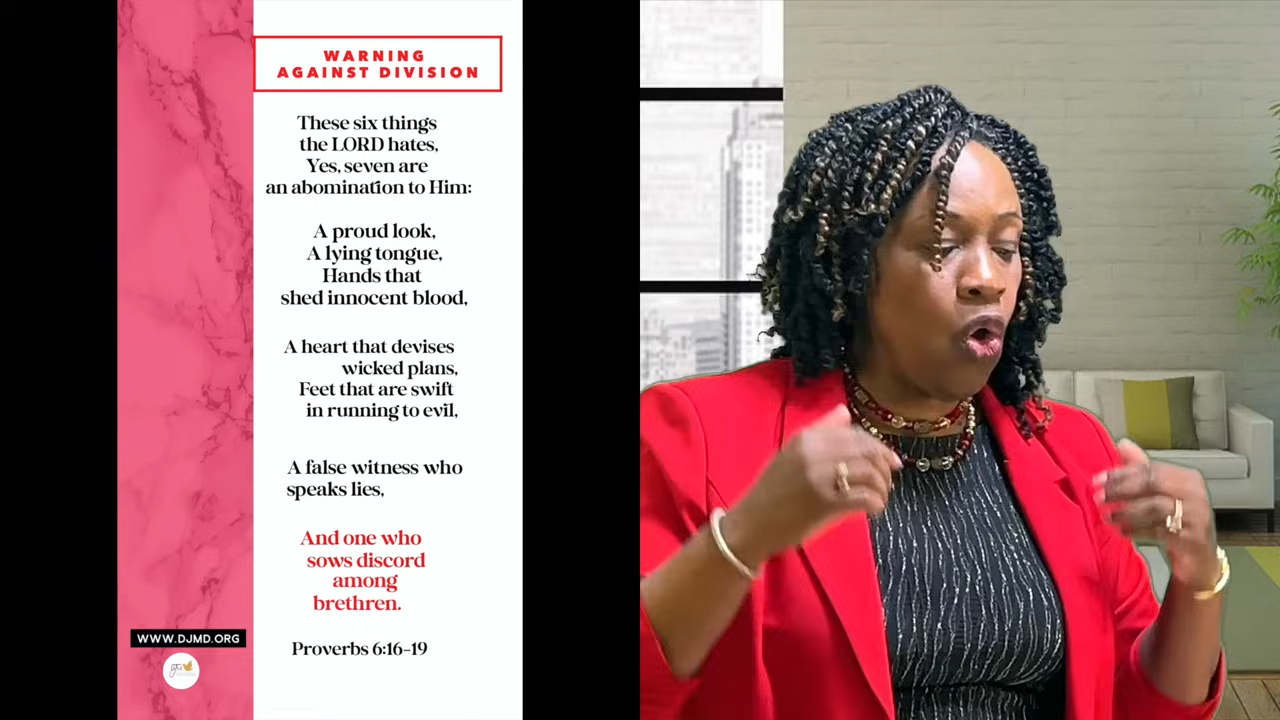 WARNING
AGAINST DIVISION
These six things
the LORD hates,
Yes, seven are
an abomination to Him:
A proud look,
A lying tongue,
Hands that
shed innocent blood,
A heart that devises
wicked plans,
Feet that are swift
in running to evil,
A false witness who
speaks lies,
And one who
sows discord
among
brethren.
WWW.DJMD.ORG
Proverbs 6:16-19